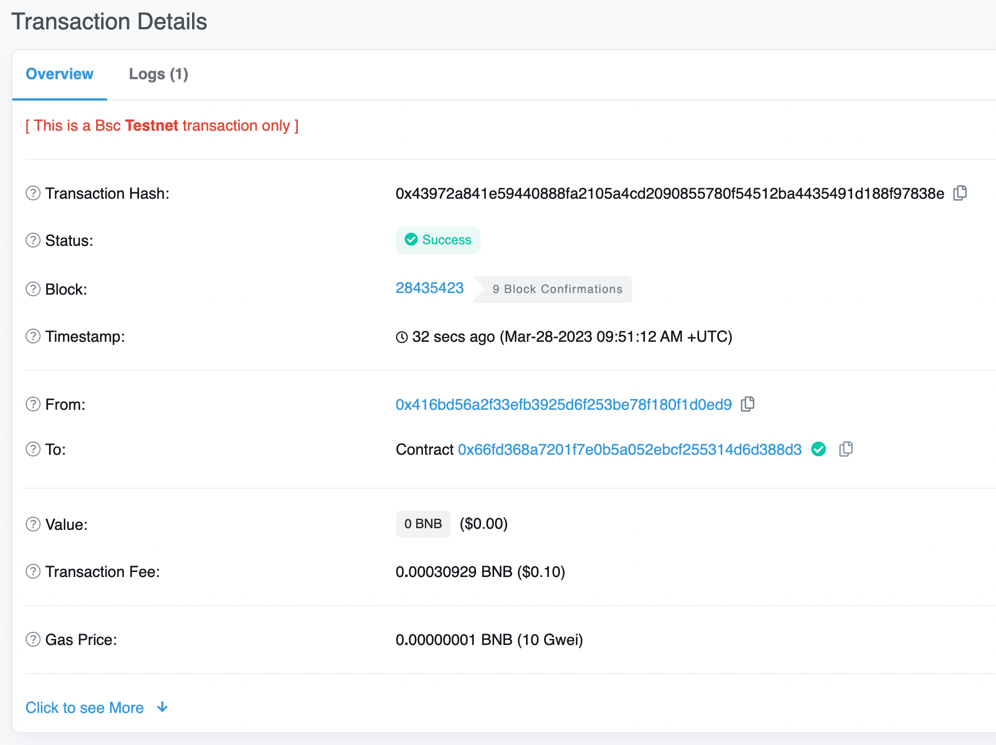 Transaction Details
Overview Logs (1)
[ This is a Bsc Testnet transaction only ]
Transaction Hash: 0x43972a841e59440888fa2105a4cd2090855780f54512ba4435491d188f97838e
Status: Success
Block: 28435423 9 Block Confirmations
Timestamp: 32 secs ago (Mar-28-2023 09:51:12 AM +UTC)
From: 0x416bd56a2f33efb3925d6f253be78f180f1d0ed9
To: Contract 0x66fd368a7201f7e0b5a052ebcf255314d6d388d3
Value: 0 BNB ($0.00)
Transaction Fee: 0.00030929 BNB ($0.10)
Gas Price: 0.00000001 BNB (10 Gwei)
Click to see More